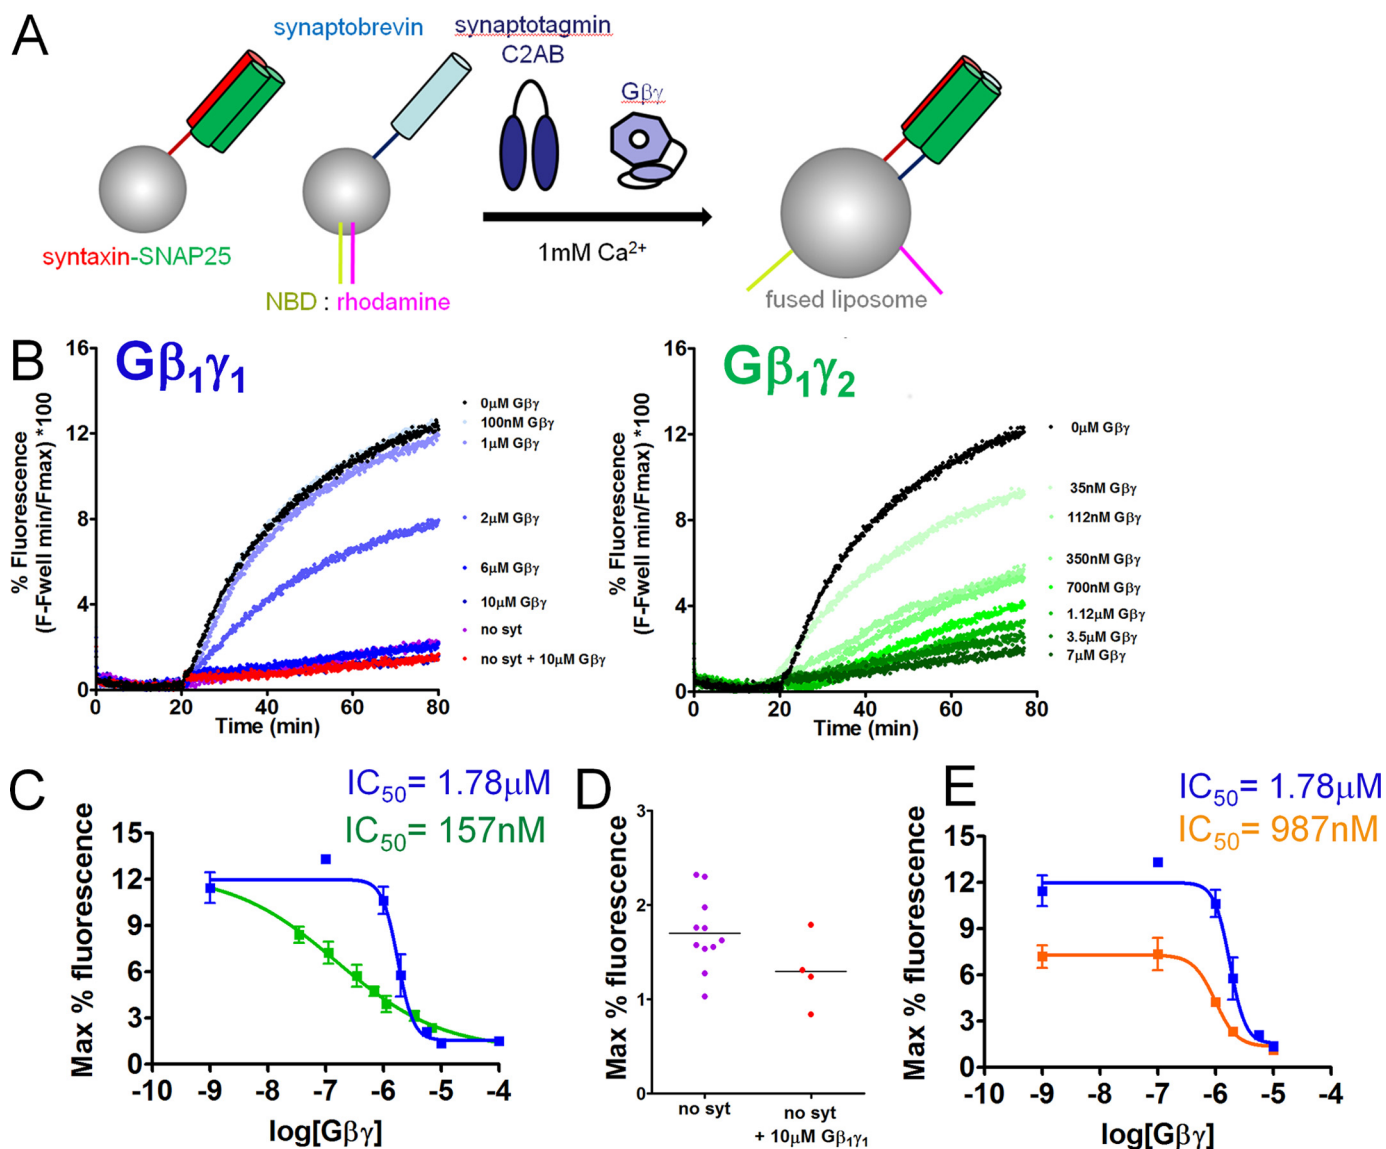 A
synaptobrevin
synaptotagmin
C2AB
Gβγ
syntaxin-SNAP25
NBD : rhodamine
1mM Ca²⁺
fused liposome
B
Gβ₁γ₁
% Fluorescence
(F-Fwell min/Fmax) *100
16
12
8
4
0
0
20
40
60
80
Time (min)
0μM Gβγ
100nM Gβγ
1μM Gβγ
2μM Gβγ
6μM Gβγ
10μM Gβγ
no syt
no syt + 10μM Gβγ
Gβ₁γ₂
% Fluorescence
(F-Fwell min/Fmax) *100
16
12
8
4
0
0
20
40
60
80
Time (min)
0μM Gβγ
35nM Gβγ
112nM Gβγ
350nM Gβγ
700nM Gβγ
1.12μM Gβγ
3.5μM Gβγ
7μM Gβγ
C
IC₅₀= 1.78μM
IC₅₀= 157nM
Max % fluorescence
15
12
9
6
3
0
-10
-9
-8
-7
-6
-5
-4
log[Gβγ]
D
Max % fluorescence
3
2
1
0
no syt
no syt
+ 10μM Gβ₁γ₁
E
IC₅₀= 1.78μM
IC₅₀= 987nM
Max % fluorescence
15
12
9
6
3
0
-10
-9
-8
-7
-6
-5
-4
log[Gβγ]